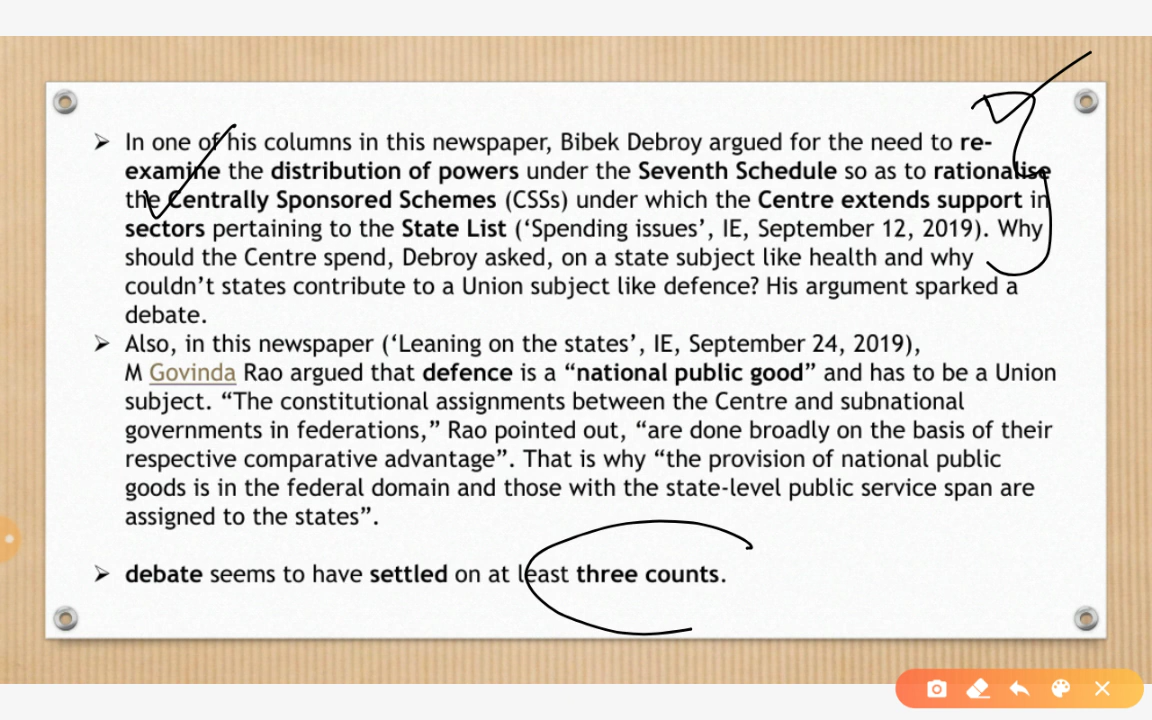 ➢ In one of his columns in this newspaper, Bibek Debroy argued for the need to re-
examine the distribution of powers under the Seventh Schedule so as to rationalise
the Centrally Sponsored Schemes (CSSs) under which the Centre extends support in
sectors pertaining to the State List (‘Spending issues’, IE, September 12, 2019). Why
should the Centre spend, Debroy asked, on a state subject like health and why
couldn’t states contribute to a Union subject like defence? His argument sparked a
debate.
➢ Also, in this newspaper (‘Leaning on the states’, IE, September 24, 2019),
M Govinda Rao argued that defence is a “national public good” and has to be a Union
subject. “The constitutional assignments between the Centre and subnational
governments in federations,” Rao pointed out, “are done broadly on the basis of their
respective comparative advantage”. That is why “the provision of national public
goods is in the federal domain and those with the state-level public service span are
assigned to the states”.
➢ debate seems to have settled on at least three counts.